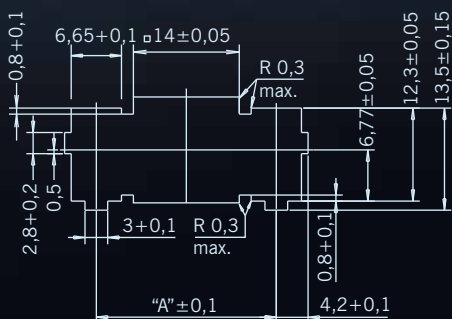 6,65+0,1
▫14±0,05
0,8+0,1
R 0,3
max.
6,77±0,05
12,3±0,05
13,5±0,15
2,8+0,2
0,5
3+0,1
R 0,3
max.
0,8+0,1
“A”±0,1
4,2+0,1